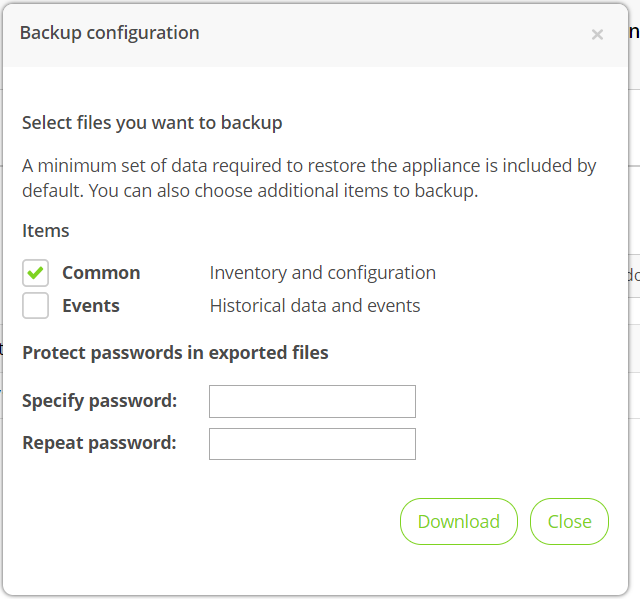 Backup configuration ×
Select files you want to backup
A minimum set of data required to restore the appliance is included by
default. You can also choose additional items to backup.
Items
Common Inventory and configuration
Events Historical data and events
Protect passwords in exported files
Specify password:
Repeat password:
Download Close